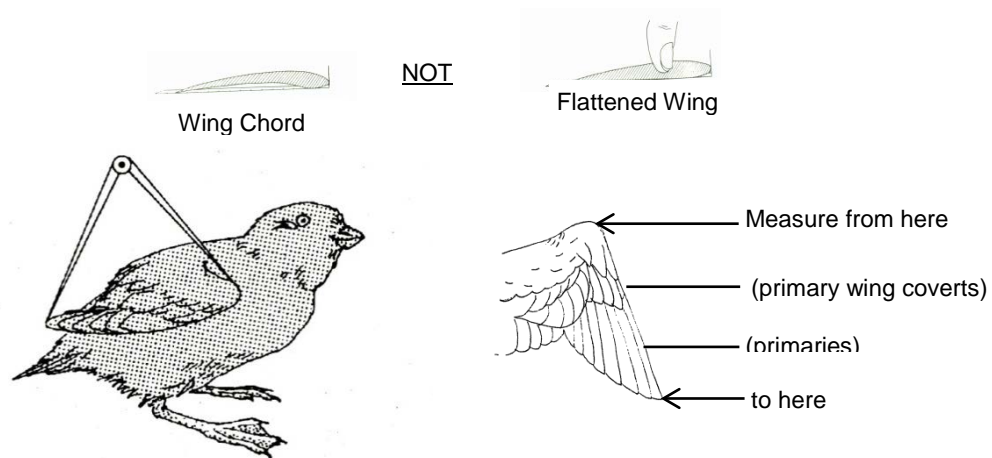 NOT
Wing Chord
Flattened Wing
Measure from here
(primary wing coverts)
(primaries)
to here